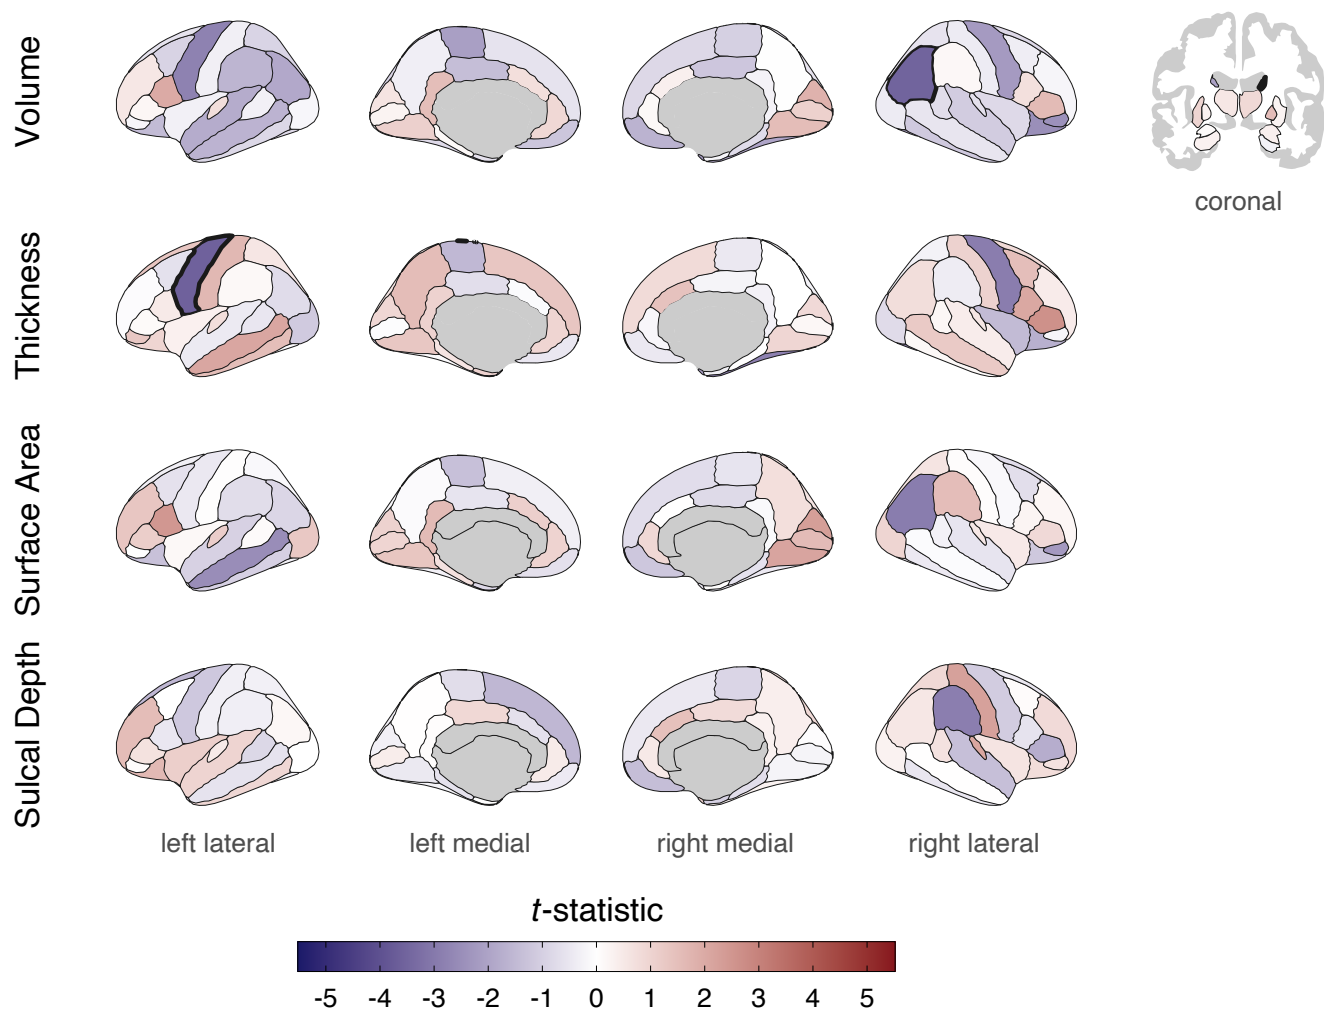 Volume
coronal
Thickness
Surface Area
Sulcal Depth
left lateral
left medial
right medial
right lateral
t-statistic
-5 -4 -3 -2 -1 0 1 2 3 4 5